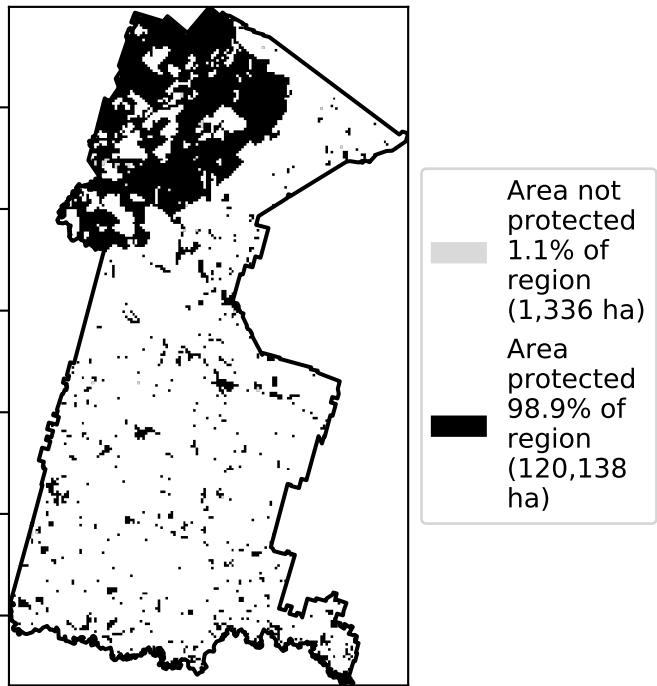 Area not
protected
1.1% of
region
(1,336 ha)
Area
protected
98.9% of
region
(120,138
ha)